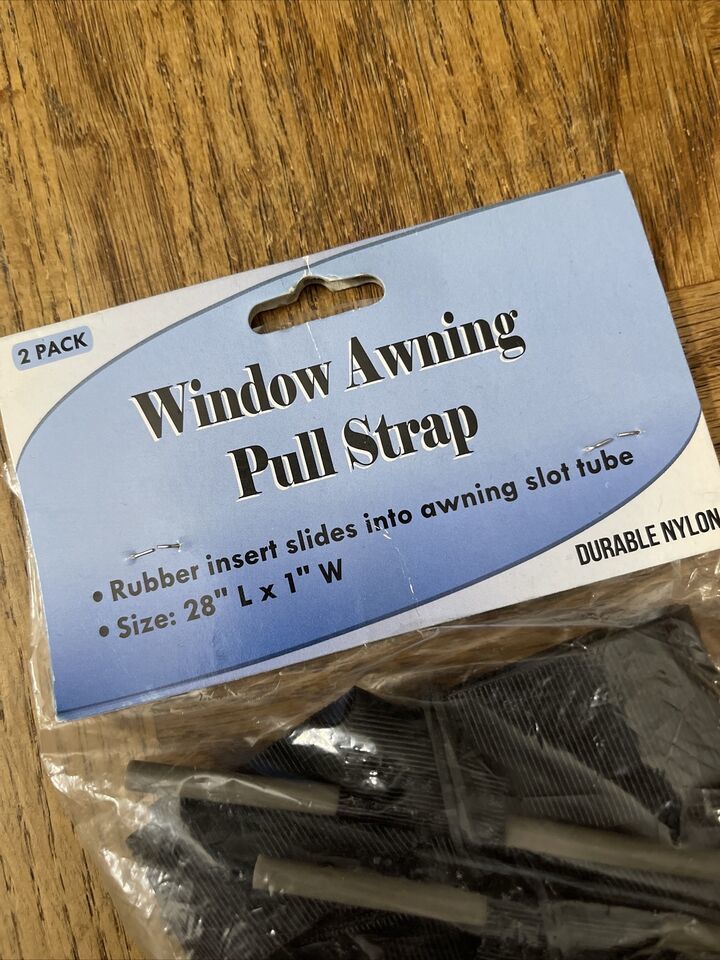 2 PACK
Window Awning
Pull Strap
• Rubber insert slides into awning slot tube
• Size: 28" L x 1" W
DURABLE NYLON